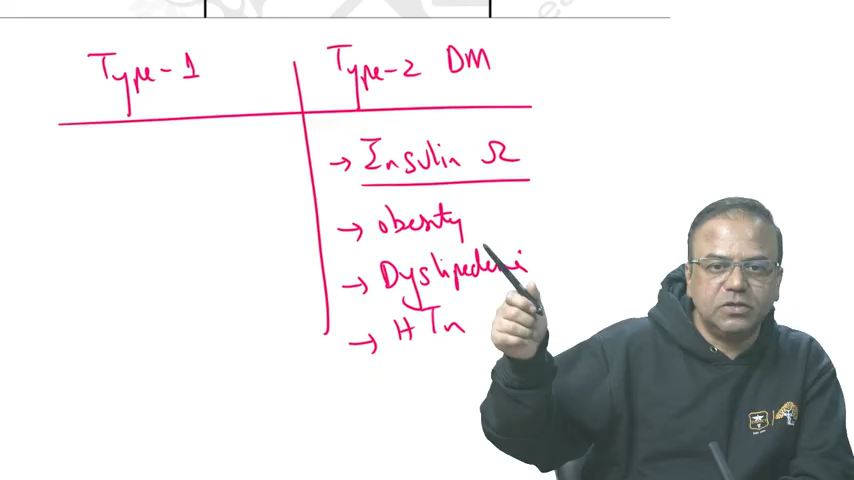 Type-1
Type-2 DM
→ Insulin Ω
→ obesity
→ Dyslipedemi
→ HTn